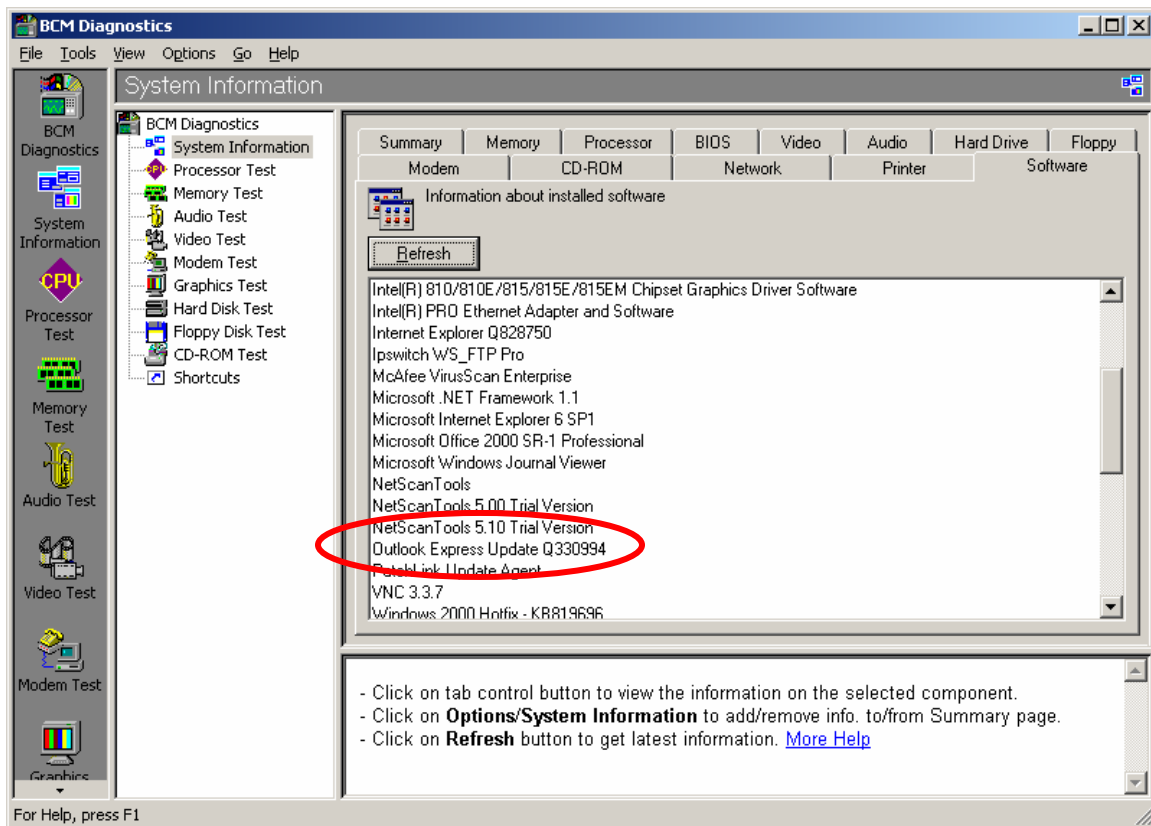 BCM Diagnostics
File Tools View Options Go Help
System Information
BCM
Diagnostics
System
Information
Processor
Test
Memory
Test
Audio Test
Video Test
Modem Test
Graphics
BCM Diagnostics
System Information
Processor Test
Memory Test
Audio Test
Video Test
Modem Test
Graphics Test
Hard Disk Test
Floppy Disk Test
CD-ROM Test
Shortcuts
Summary Memory Processor BIOS Video Audio Hard Drive Floppy
Modem CD-ROM Network Printer Software
Information about installed software
Refresh
Intel(R) 810/810E/815/815E/815EM Chipset Graphics Driver Software
Intel(R) PRO Ethernet Adapter and Software
Internet Explorer Q828750
Ipswitch WS_FTP Pro
McAfee VirusScan Enterprise
Microsoft .NET Framework 1.1
Microsoft Internet Explorer 6 SP1
Microsoft Office 2000 SR-1 Professional
Microsoft Windows Journal Viewer
NetScanTools
NetScanTools 5.00 Trial Version
NetScanTools 5.10 Trial Version
Outlook Express Update Q330994
PatchLink Update Agent
VNC 3.3.7
Windows 2000 Hotfix - KB819696
- Click on tab control button to view the information on the selected component.
- Click on Options/System Information to add/remove info. to/from Summary page.
- Click on Refresh button to get latest information. More Help
For Help, press F1
CPU